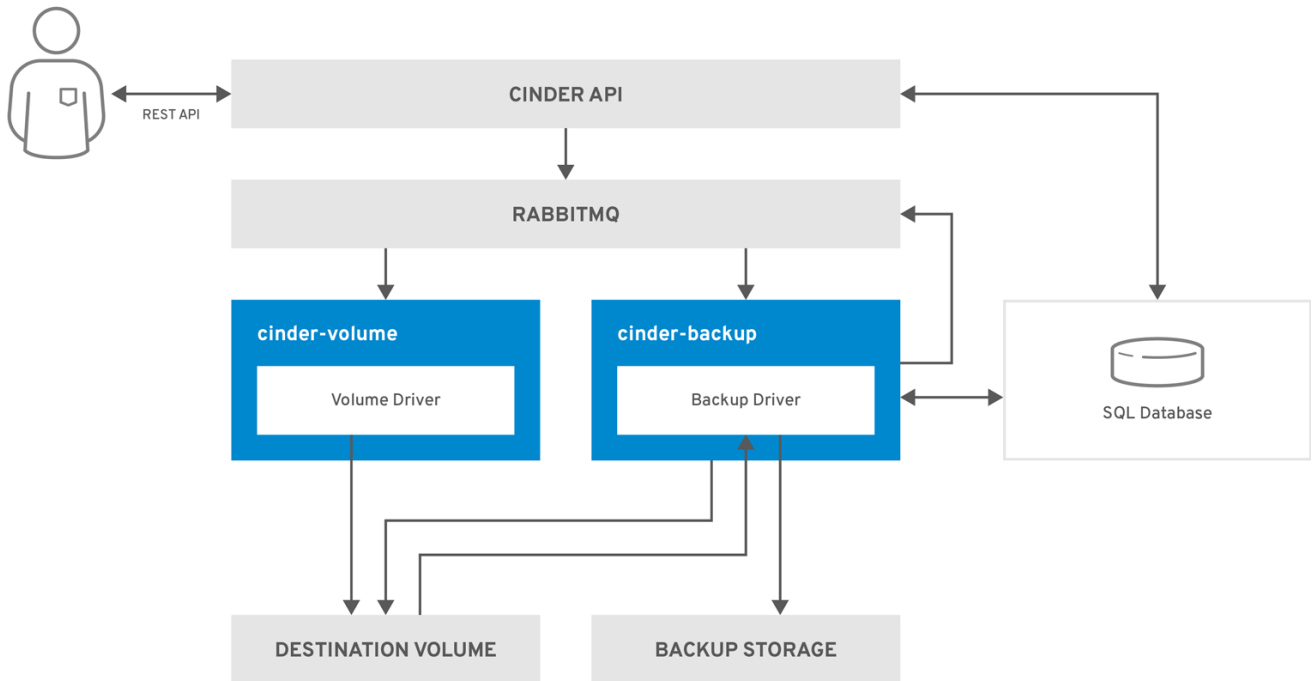 CINDER API
REST API
RABBITMQ
cinder-volume
cinder-backup
Volume Driver
Backup Driver
SQL Database
DESTINATION VOLUME
BACKUP STORAGE